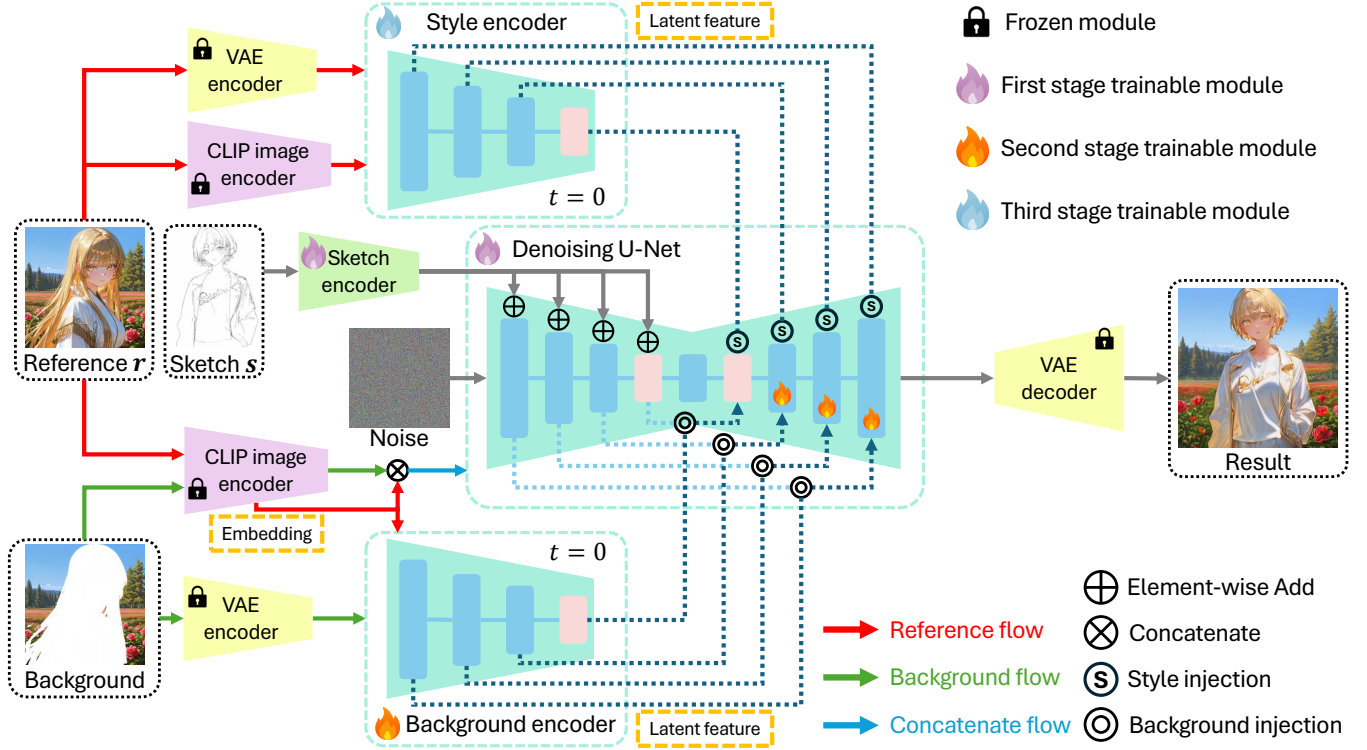 Style encoder
Latent feature
VAE
encoder
CLIP image
encoder
t = 0
Frozen module
First stage trainable module
Second stage trainable module
Third stage trainable module
Reference r
Sketch s
Sketch
encoder
Denoising U-Net
S
S
S
S
Noise
VAE
decoder
Result
CLIP image
encoder
Embedding
Background
VAE
encoder
t = 0
Background encoder
Latent feature
Reference flow
Background flow
Concatenate flow
Element-wise Add
Concatenate
S
Style injection
Background injection